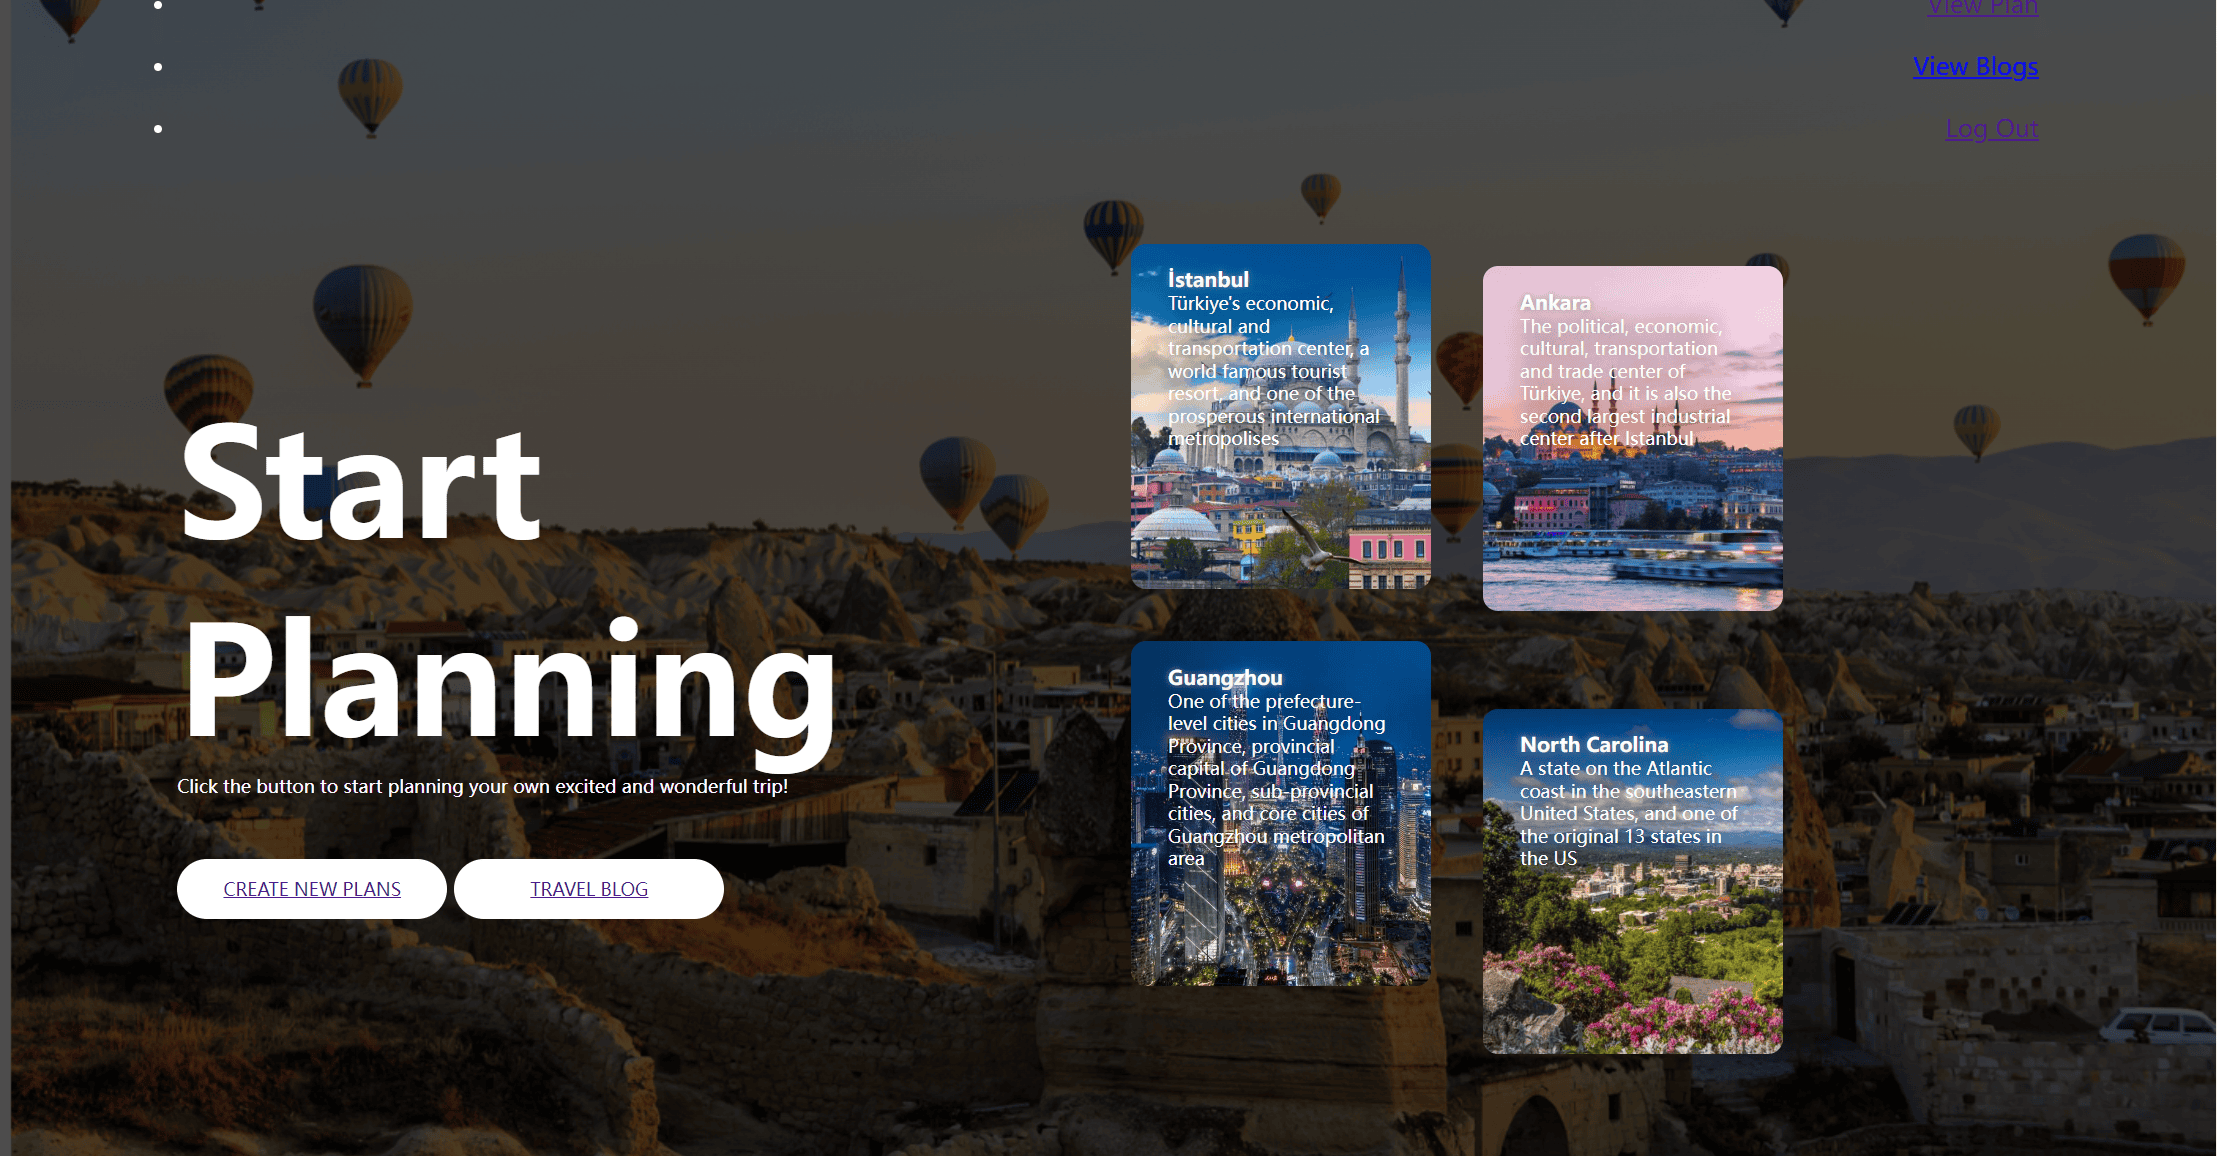 View Plan
View Blogs
Log Out
Start
Planning
Click the button to start planning your own excited and wonderful trip!
CREATE NEW PLANS
TRAVEL BLOG
İstanbul
Türkiye's economic,
cultural and
transportation center, a
world famous tourist
resort, and one of the
prosperous international
metropolises
Ankara
The political, economic,
cultural, transportation
and trade center of
Türkiye, and it is also the
second largest industrial
center after Istanbul
Guangzhou
One of the prefecture-
level cities in Guangdong
Province, provincial
capital of Guangdong
Province, sub-provincial
cities, and core cities of
Guangzhou metropolitan
area
North Carolina
A state on the Atlantic
coast in the southeastern
United States, and one of
the original 13 states in
the US